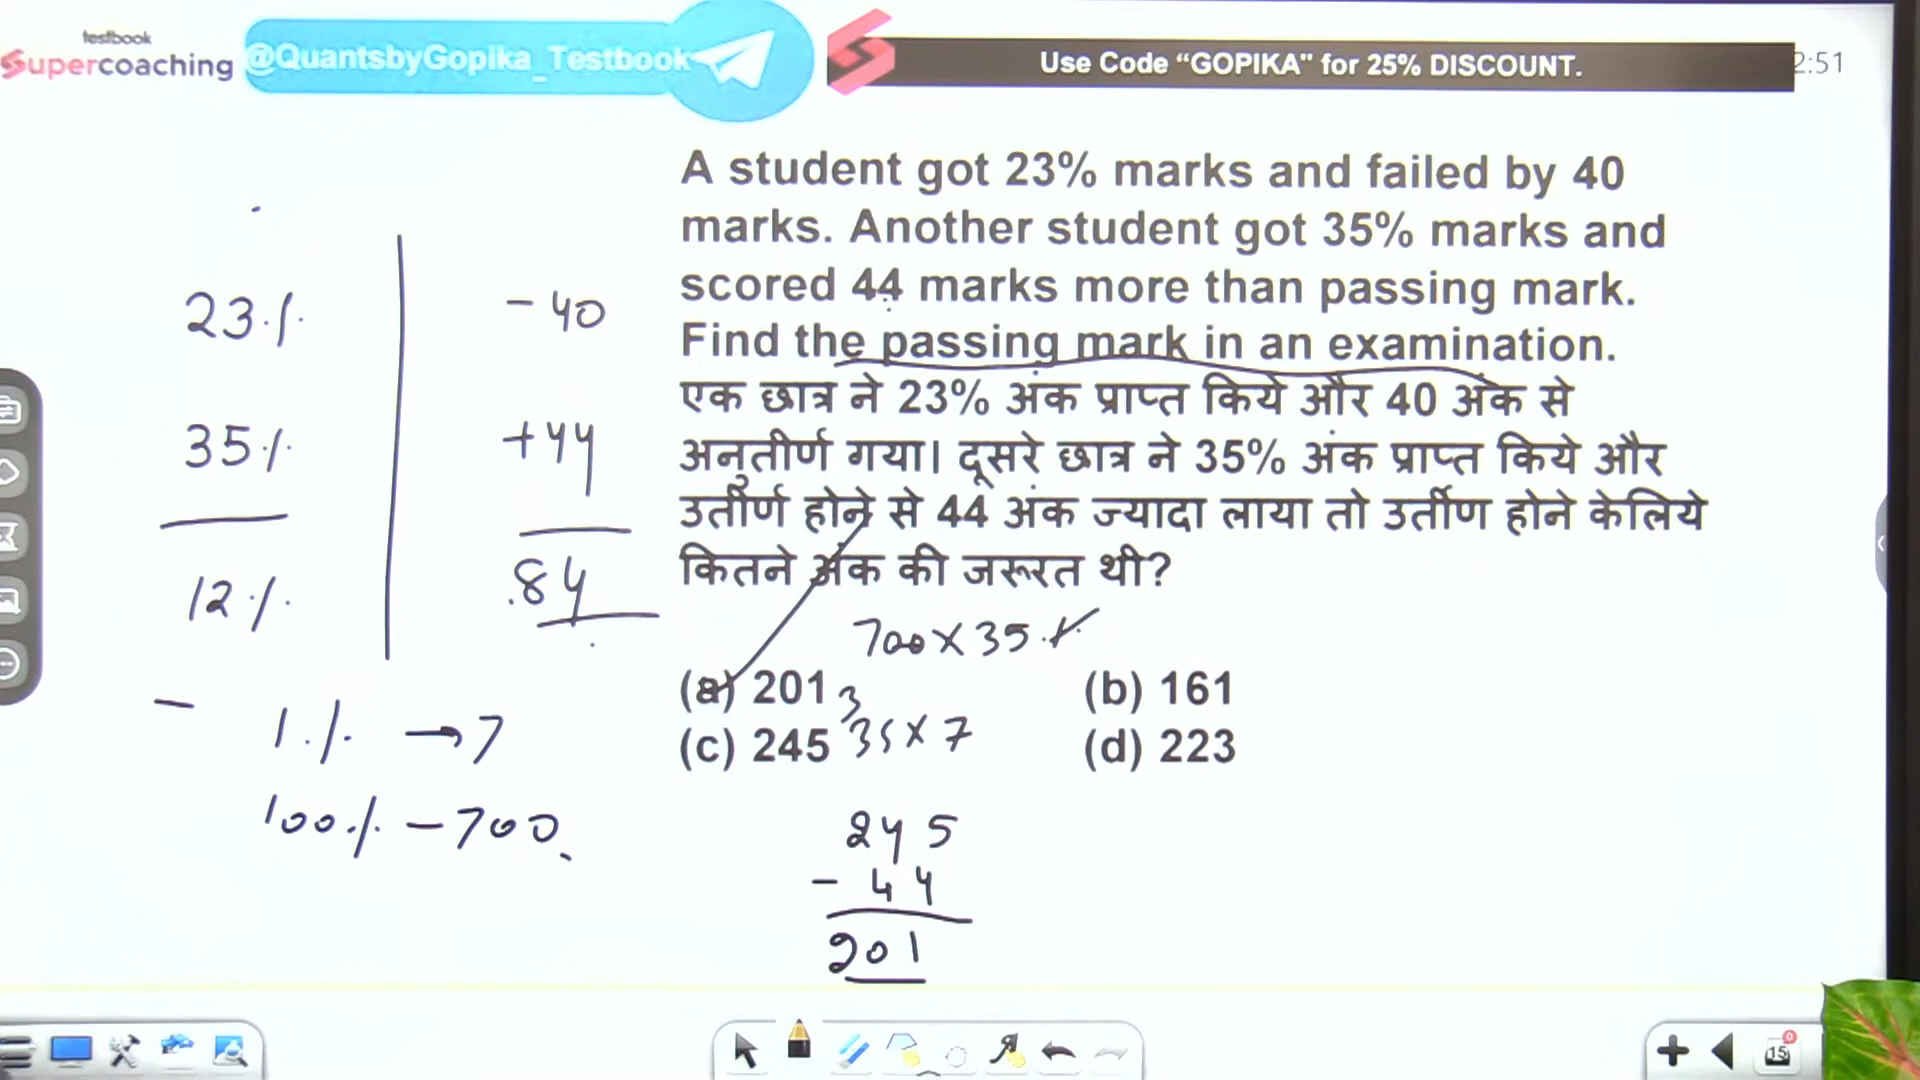 testbook
Supercoaching
@QuantsbyGopika_Testbook
Use Code “GOPIKA” for 25% DISCOUNT.
2:51
A student got 23% marks and failed by 40
marks. Another student got 35% marks and
scored 44 marks more than passing mark.
Find the passing mark in an examination.
एक छात्र ने 23% अंक प्राप्त किये और 40 अंक से
अनुतीर्ण गया। दूसरे छात्र ने 35% अंक प्राप्त किये और
उतीर्ण होने से 44 अंक ज्यादा लाया तो उर्तीण होने केलिये
कितने अंक की जरूरत थी?
(a) 201 (b) 161
(c) 245 (d) 223
23% -40
35% +44
12% 84
1% → 7
100% - 700
700 × 35%
3
35 × 7
245
- 44
201
15